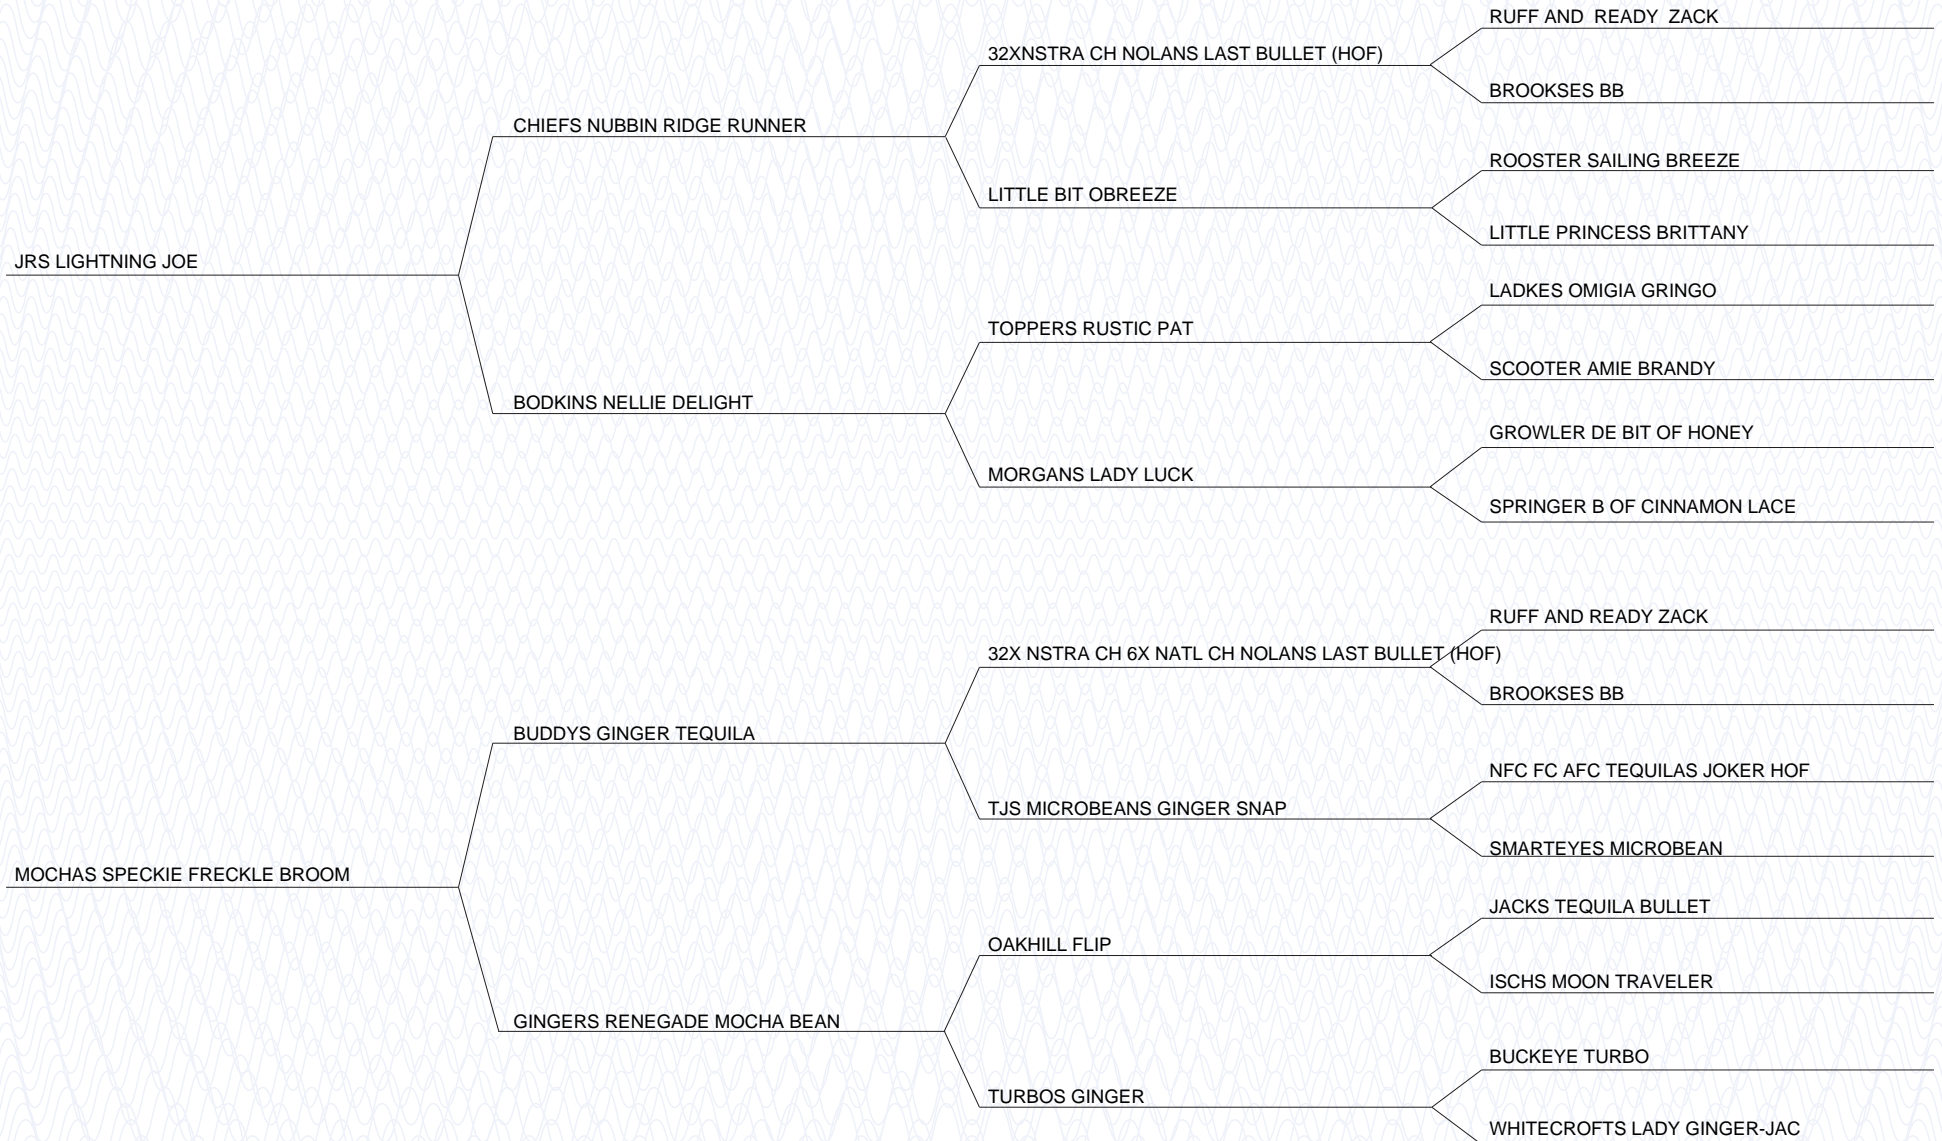 RUFF AND  READY  ZACK
32XNSTRA CH NOLANS LAST BULLET (HOF)
BROOKSES BB
CHIEFS NUBBIN RIDGE RUNNER
ROOSTER SAILING BREEZE
LITTLE BIT OBREEZE
LITTLE PRINCESS BRITTANY
JRS LIGHTNING JOE
LADKES OMIGIA GRINGO
TOPPERS RUSTIC PAT
SCOOTER AMIE BRANDY
BODKINS NELLIE DELIGHT
GROWLER DE BIT OF HONEY
MORGANS LADY LUCK
SPRINGER B OF CINNAMON LACE
RUFF AND READY ZACK
32X NSTRA CH 6X NATL CH NOLANS LAST BULLET (HOF)
BROOKSES BB
BUDDYS GINGER TEQUILA
NFC FC AFC TEQUILAS JOKER HOF
TJS MICROBEANS GINGER SNAP
SMARTEYES MICROBEAN
MOCHAS SPECKIE FRECKLE BROOM
JACKS TEQUILA BULLET
OAKHILL FLIP
ISCHS MOON TRAVELER
GINGERS RENEGADE MOCHA BEAN
BUCKEYE TURBO
TURBOS GINGER
WHITECROFTS LADY GINGER-JAC